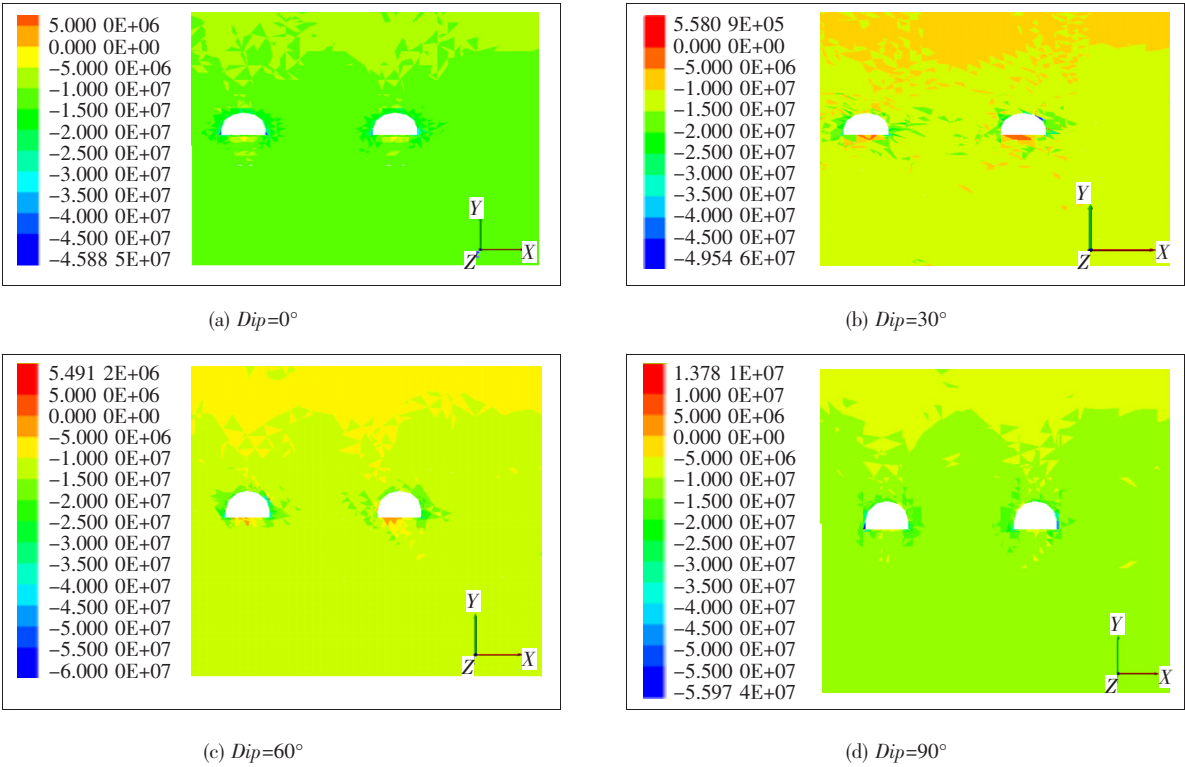 5.000 0E+06
0.000 0E+00
−5.000 0E+06
−1.000 0E+07
−1.500 0E+07
−2.000 0E+07
−2.500 0E+07
−3.000 0E+07
−3.500 0E+07
−4.000 0E+07
−4.500 0E+07
−4.588 5E+07
Y
X
Z
(a) Dip=0°
5.580 9E+05
0.000 0E+00
−5.000 0E+06
−1.000 0E+07
−1.500 0E+07
−2.000 0E+07
−2.500 0E+07
−3.000 0E+07
−3.500 0E+07
−4.000 0E+07
−4.500 0E+07
−4.954 6E+07
Y
Z
X
(b) Dip=30°
5.491 2E+06
5.000 0E+06
0.000 0E+00
−5.000 0E+06
−1.000 0E+07
−1.500 0E+07
−2.000 0E+07
−2.500 0E+07
−3.000 0E+07
−3.500 0E+07
−4.000 0E+07
−4.500 0E+07
−5.000 0E+07
−5.500 0E+07
−6.000 0E+07
Y
Z
X
(c) Dip=60°
1.378 1E+07
1.000 0E+07
5.000 0E+06
0.000 0E+00
−5.000 0E+06
−1.000 0E+07
−1.500 0E+07
−2.000 0E+07
−2.500 0E+07
−3.000 0E+07
−3.500 0E+07
−4.000 0E+07
−4.500 0E+07
−5.000 0E+07
−5.500 0E+07
−5.597 4E+07
Y
Z
X
(d) Dip=90°